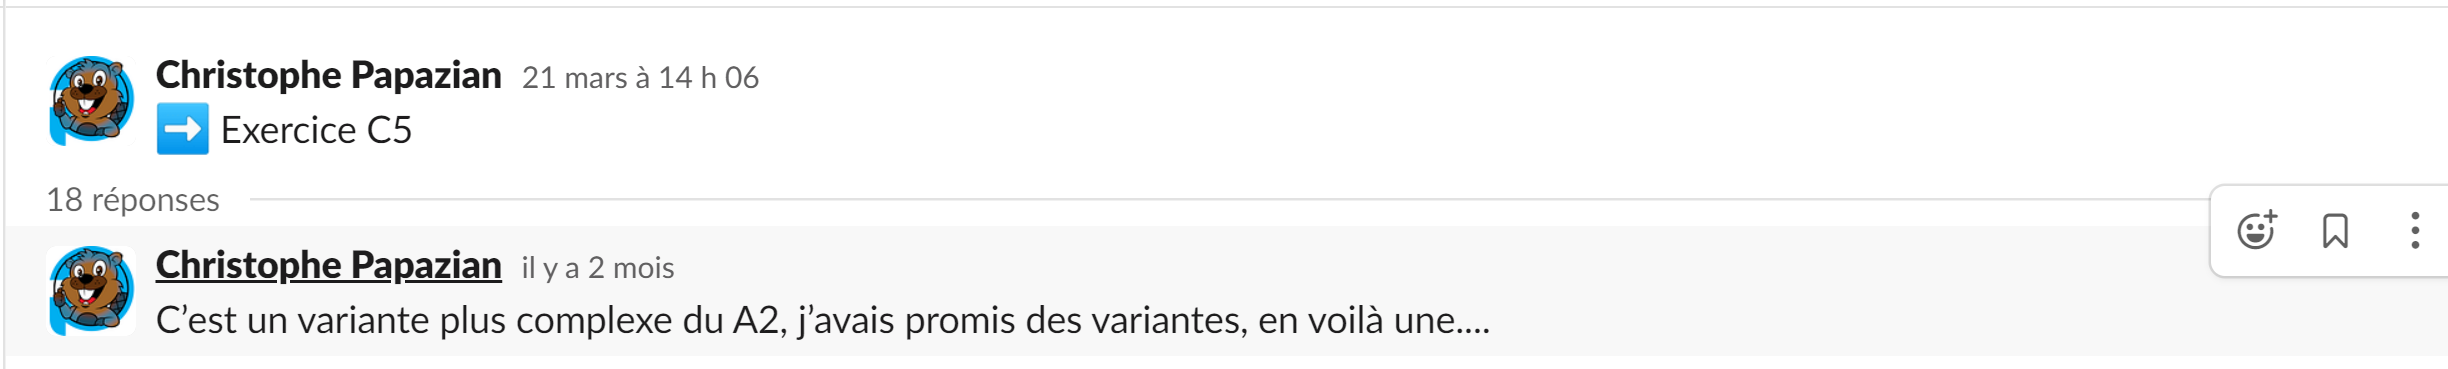 Christophe Papazian 21 mars à 14 h 06
➡️ Exercice C5
18 réponses
Christophe Papazian il y a 2 mois
C’est un variante plus complexe du A2, j’avais promis des variantes, en voilà une....